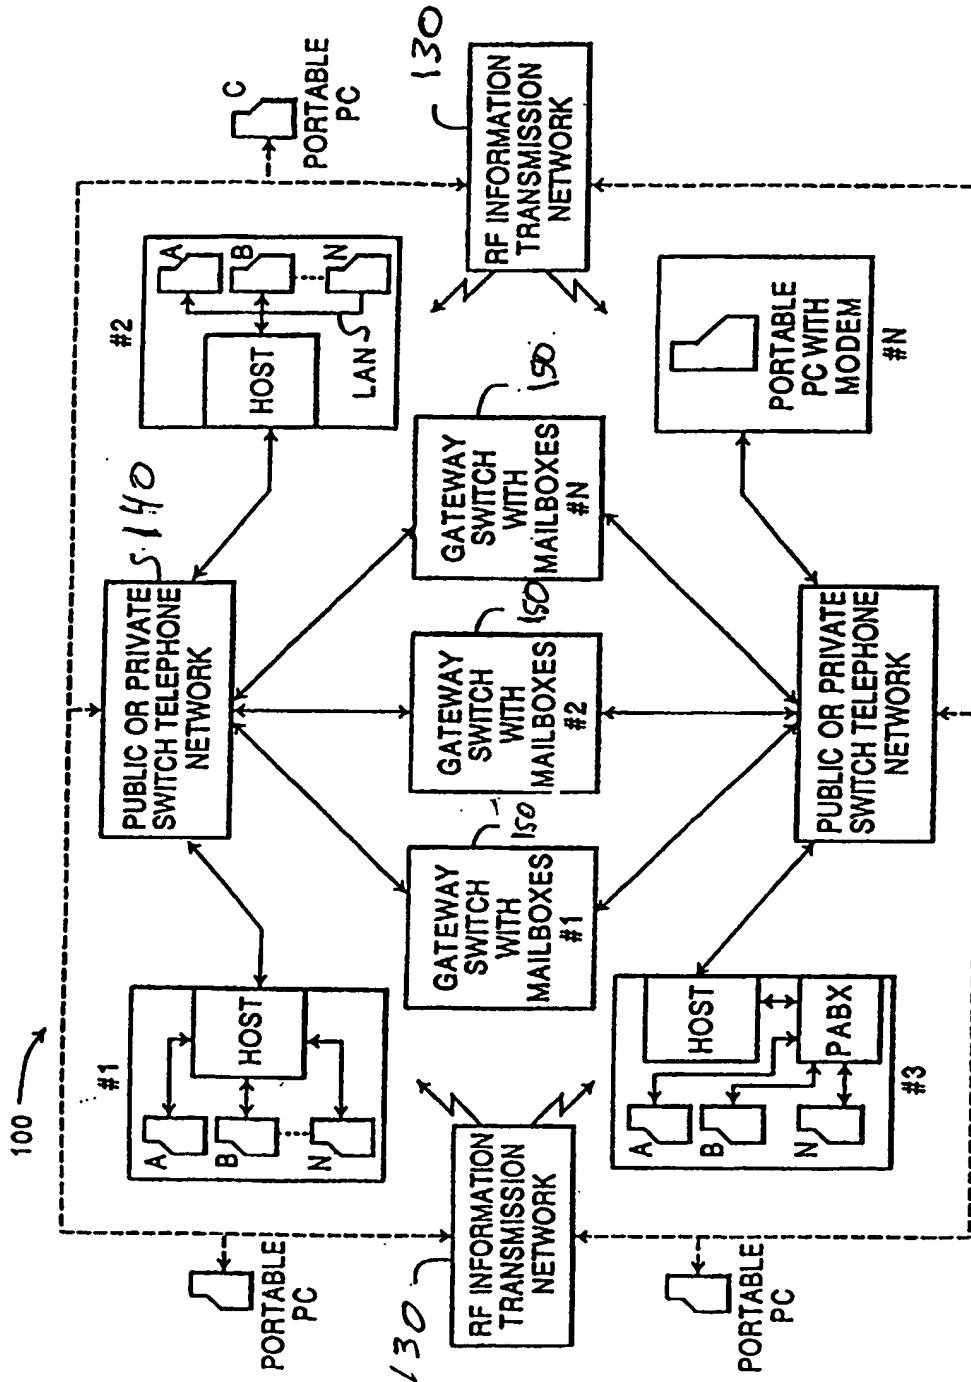 100
#1
A
B
N
HOST
PUBLIC OR PRIVATE
SWITCH TELEPHONE
NETWORK
140
#2
HOST
A
B
N
LAN
C
PORTABLE
PC
PORTABLE
PC
130
RF INFORMATION
TRANSMISSION
NETWORK
GATEWAY
SWITCH
WITH
MAILBOXES
#1
150
GATEWAY
SWITCH
WITH
MAILBOXES
#2
150
GATEWAY
SWITCH
WITH
MAILBOXES
#N
150
RF INFORMATION
TRANSMISSION
NETWORK
130
PORTABLE
PC
#3
A
B
N
HOST
PABX
PUBLIC OR PRIVATE
SWITCH TELEPHONE
NETWORK
PORTABLE
PC WITH
MODEM
#N